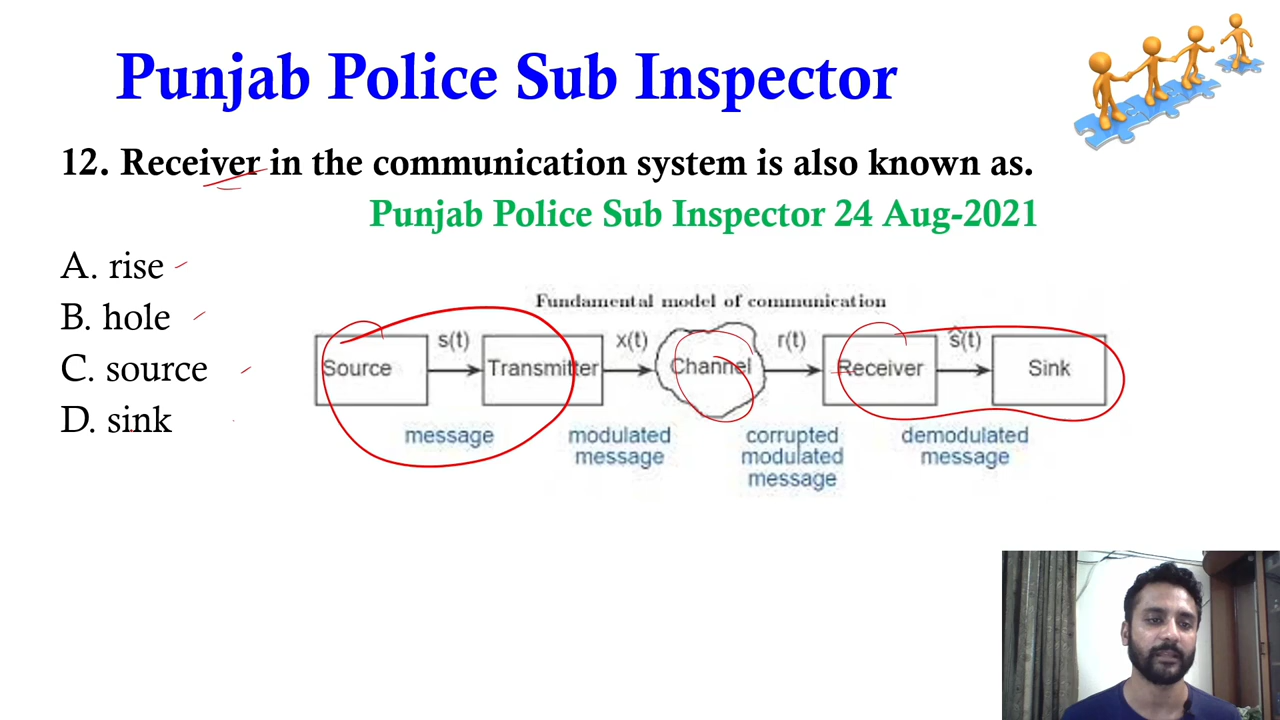 Punjab Police Sub Inspector
12. Receiver in the communication system is also known as.
Punjab Police Sub Inspector 24 Aug-2021
A. rise
B. hole
C. source
D. sink
Fundamental model of communication
s(t) x(t) r(t) ŝ(t)
Source Transmitter Channel Receiver Sink
message modulated message corrupted modulated message demodulated message